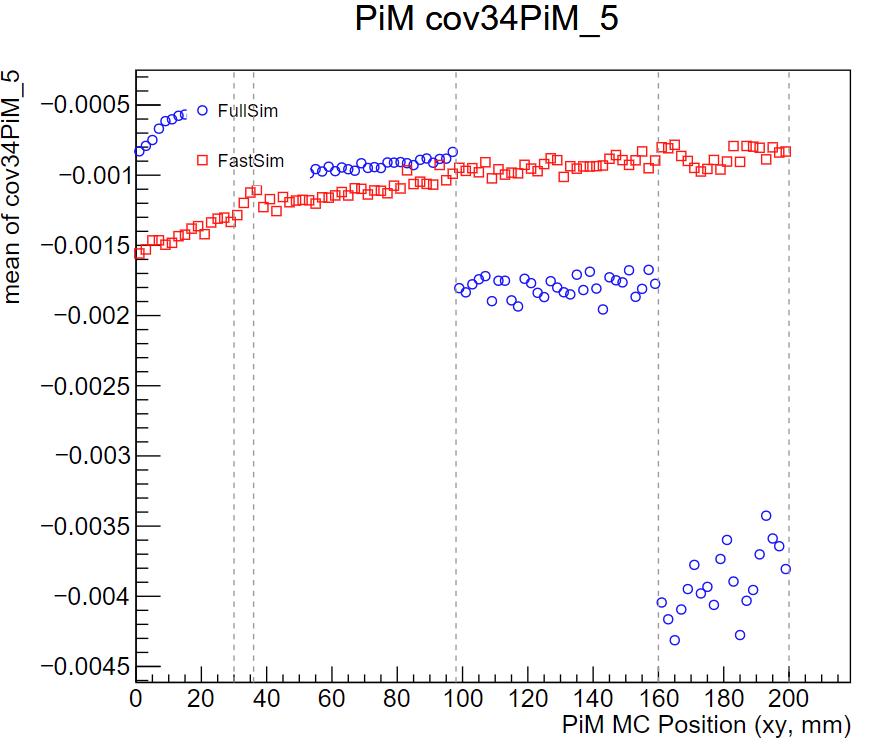 PiM cov34PiM_5
mean of cov34PiM_5
−0.0005
−0.001
−0.0015
−0.002
−0.0025
−0.003
−0.0035
−0.004
−0.0045
FullSim
FastSim
0 20 40 60 80 100 120 140 160 180 200
PiM MC Position (xy, mm)